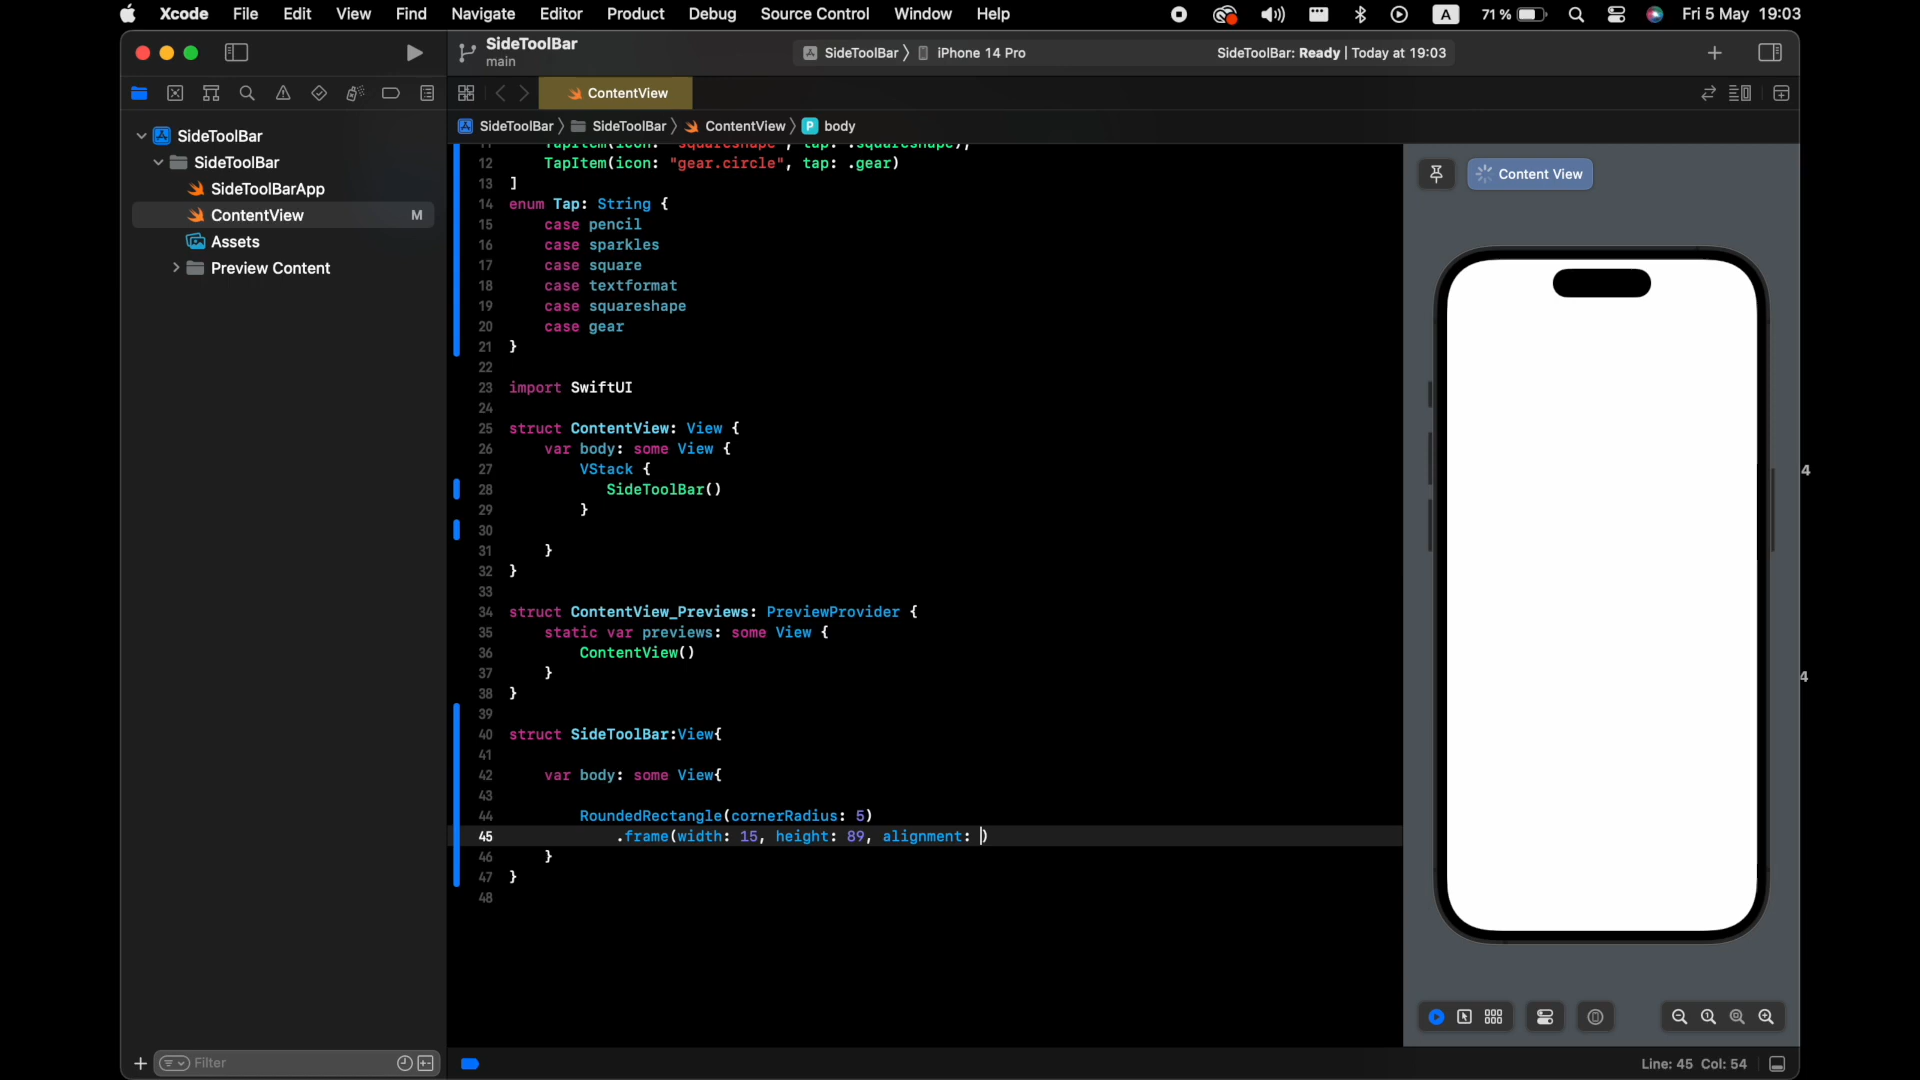 Xcode File Edit View Find Navigate Editor Product Debug Source Control Window Help A 71% Fri 5 May 19:03
SideToolBar
main
SideToolBar iPhone 14 Pro SideToolBar: Ready | Today at 19:03
ContentView
SideToolBar SideToolBar ContentView P body
SideToolBar
SideToolBar
SideToolBarApp
ContentView M
Assets
Preview Content
11 TapItem(icon: "squareshape", tap: .squareshape),
12 TapItem(icon: "gear.circle", tap: .gear)
13 ]
14 enum Tap: String {
15 case pencil
16 case sparkles
17 case square
18 case textformat
19 case squareshape
20 case gear
21 }
22
23 import SwiftUI
24
25 struct ContentView: View {
26 var body: some View {
27 VStack {
28 SideToolBar()
29 }
30
31 }
32 }
33
34 struct ContentView_Previews: PreviewProvider {
35 static var previews: some View {
36 ContentView()
37 }
38 }
39
40 struct SideToolBar:View{
41
42 var body: some View{
43
44 RoundedRectangle(cornerRadius: 5)
45 .frame(width: 15, height: 89, alignment: )
46 }
47 }
48
Content View
4
4
Filter
Line: 45 Col: 54